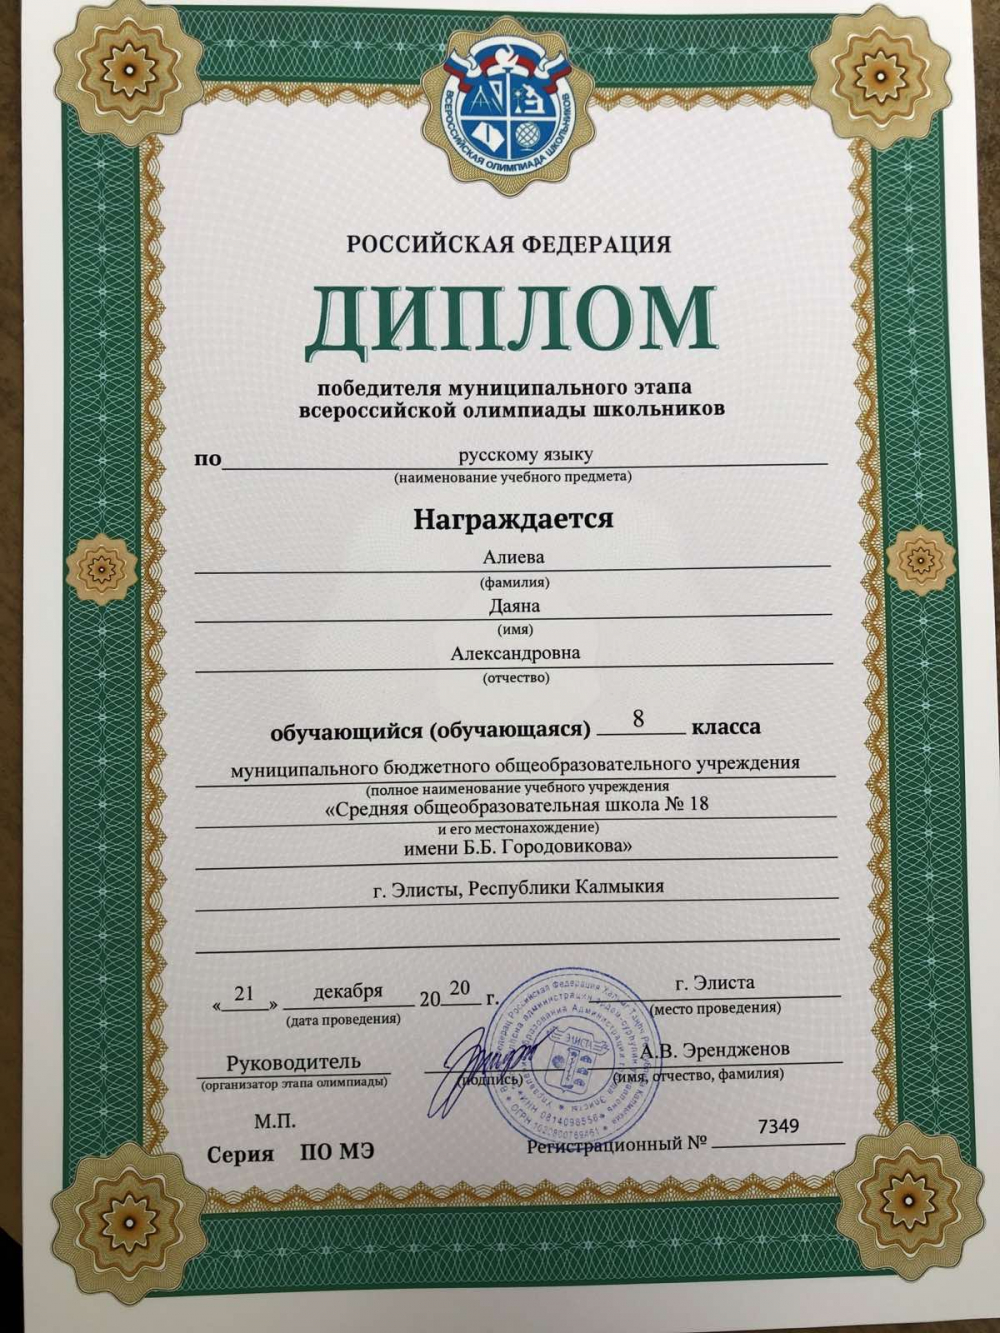 ВСЕРОССИЙСКАЯ ОЛИМПИАДА ШКОЛЬНИКОВ
РОССИЙСКАЯ ФЕДЕРАЦИЯ
ДИПЛОМ
победителя муниципального этапа
всероссийской олимпиады школьников
по русскому языку
(наименование учебного предмета)
Награждается
Алиева
(фамилия)
Даяна
(имя)
Александровна
(отчество)
обучающийся (обучающаяся) 8 класса
муниципального бюджетного общеобразовательного учреждения
(полное наименование учебного учреждения
«Средняя общеобразовательная школа № 18
и его местонахождение)
имени Б.Б. Городовикова»
г. Элисты, Республики Калмыкия
« 21 » декабря 20 20 г. г. Элиста
(дата проведения) (место проведения)
Руководитель А.В. Эрендженов
(организатор этапа олимпиады) (подпись) (имя, отчество, фамилия)
М.П.
Серия ПО МЭ Регистрационный № 7349
ЭЛИСТА